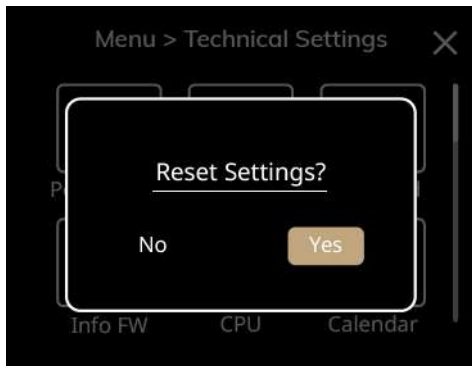 Menu > Technical Settings
Reset Settings?
No Yes
Info FW CPU Calendar